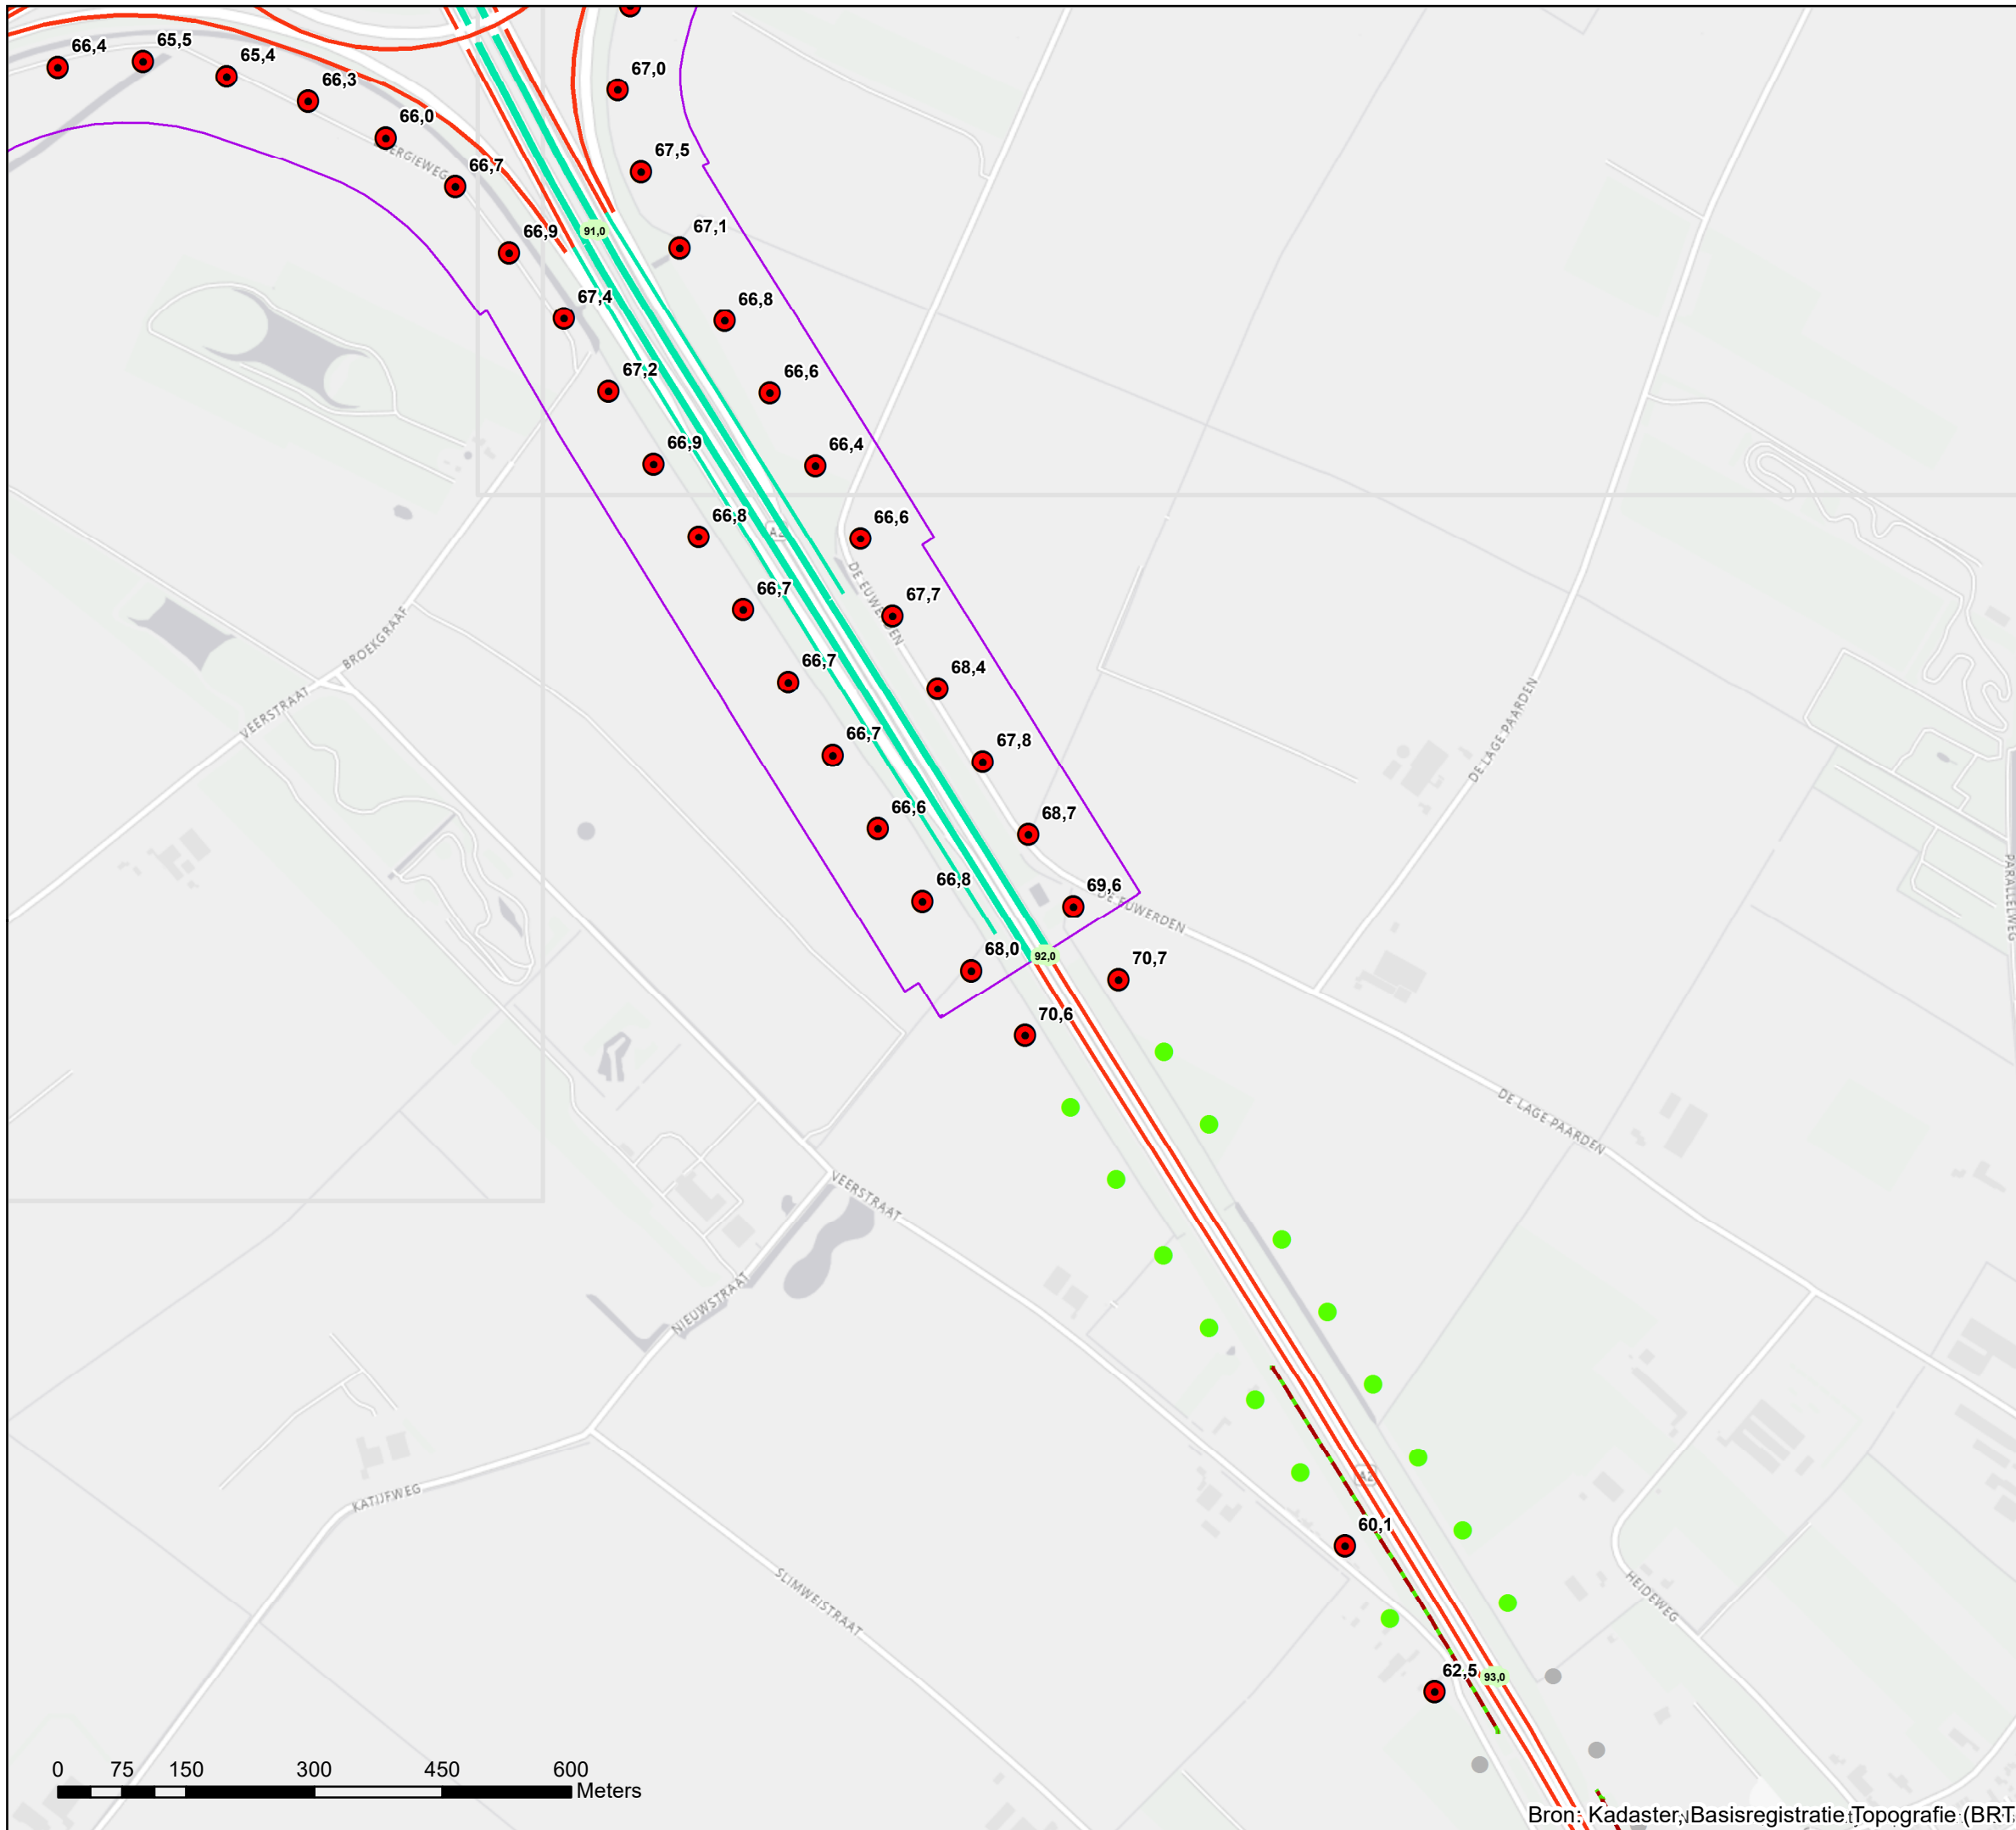 66,4
65,5
65,4
66,3
66,0
67,0
67,5
66,7
66,9
91,0
67,1
67,4
66,8
67,2
66,6
66,9
66,4
66,8
66,6
A2
DE EUWERDEN
66,7
67,7
BROEKGRAAF
VEERSTRAAT
66,7
68,4
DE LAGE PAARDEN
66,7
67,8
66,6
68,7
66,8
69,6
DE EUWERDEN
PARALLELWEG
68,0
92,0
70,7
70,6
DE LAGE PAARDEN
VEERSTRAAT
NIEUWSTRAAT
A2
KATIJFWEG
60,1
SLIMWEISTRAAT
HEIDEWEG
62,5
93,0
0 75 150 300 450 600
Meters
Bron: Kadaster, Basisregistratie Topografie (BRT